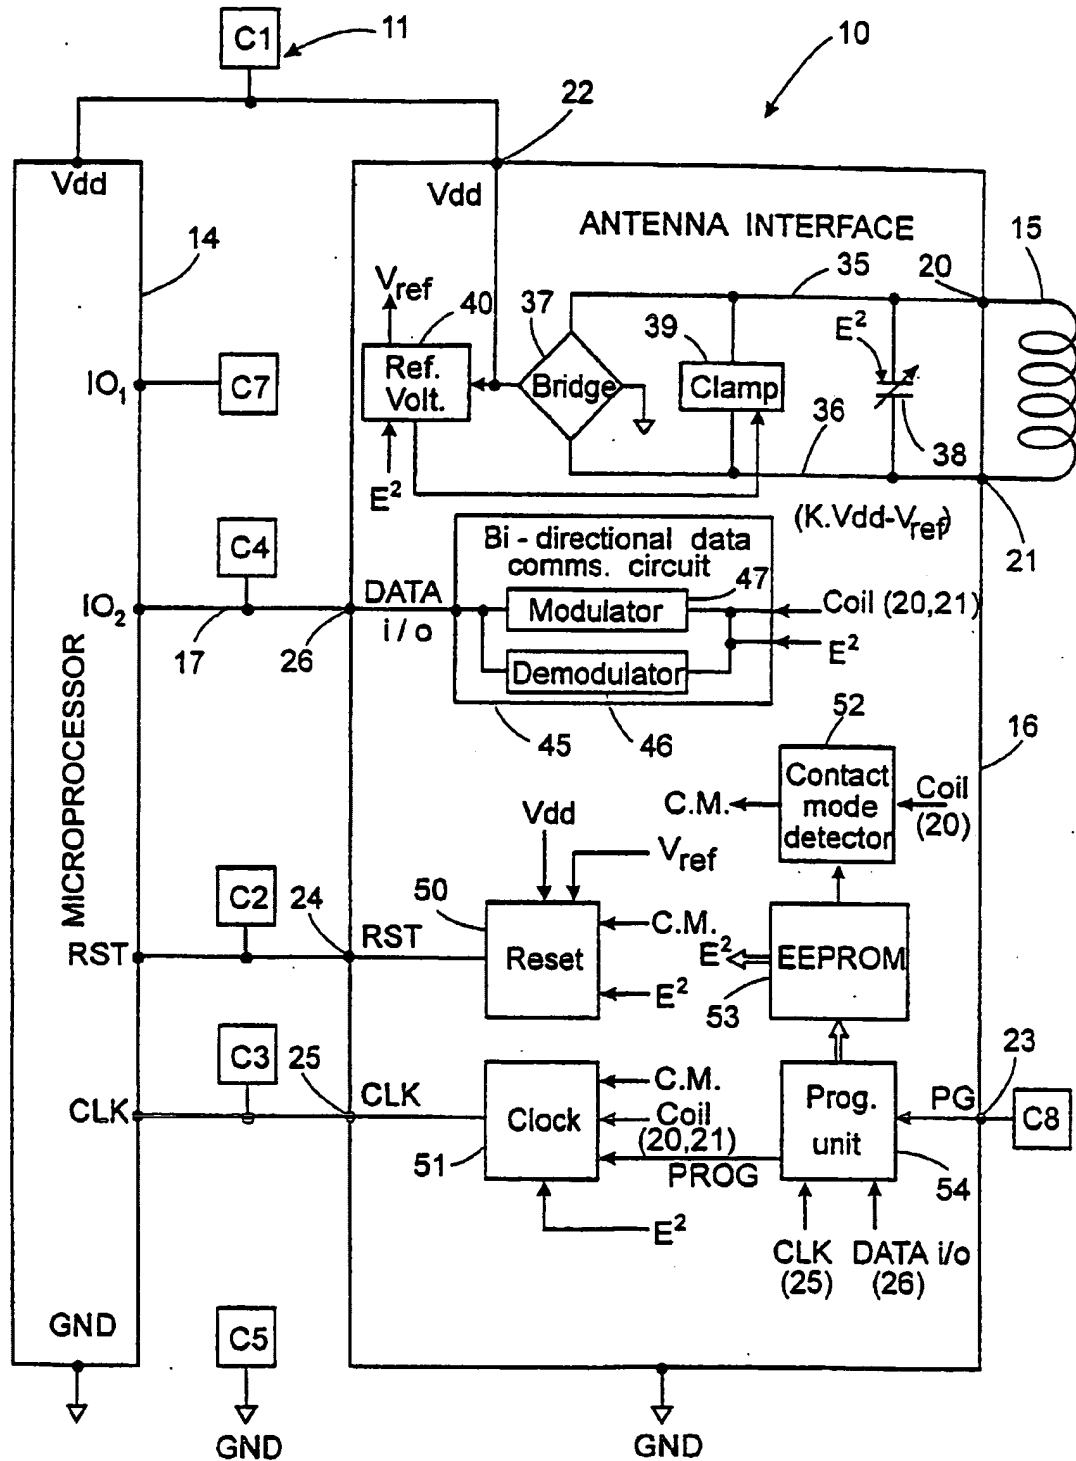 C1
11
10
22
Vdd
Vdd
ANTENNA INTERFACE
14
V_ref
40
37
35
20
15
39
E²
Ref. Volt.
Bridge
Clamp
IO₁
C7
36
38
E²
(K.Vdd-V_ref)
21
C4
Bi - directional data
comms. circuit
47
IO₂
DATA
i / o
Modulator
Coil (20,21)
17
26
E²
Demodulator
45
46
52
16
MICROPROCESSOR
Contact
mode
detector
Coil
(20)
C.M.
Vdd
V_ref
C2
24
50
RST
RST
Reset
C.M.
E²
E²
EEPROM
53
C3
25
CLK
CLK
Clock
51
C.M.
Coil
(20,21)
PROG
E²
Prog.
unit
PG
23
C8
54
CLK
(25)
DATA i/o
(26)
GND
C5
GND
GND